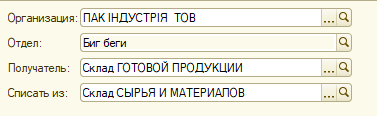 Организация: ПАК ІНДУСТРІЯ ТОВ ...
Отдел: Биг беги
Получатель: Склад ГОТОВОЙ ПРОДУКЦИИ ...
Списать из: Склад СЫРЬЯ И МАТЕРИАЛОВ ...